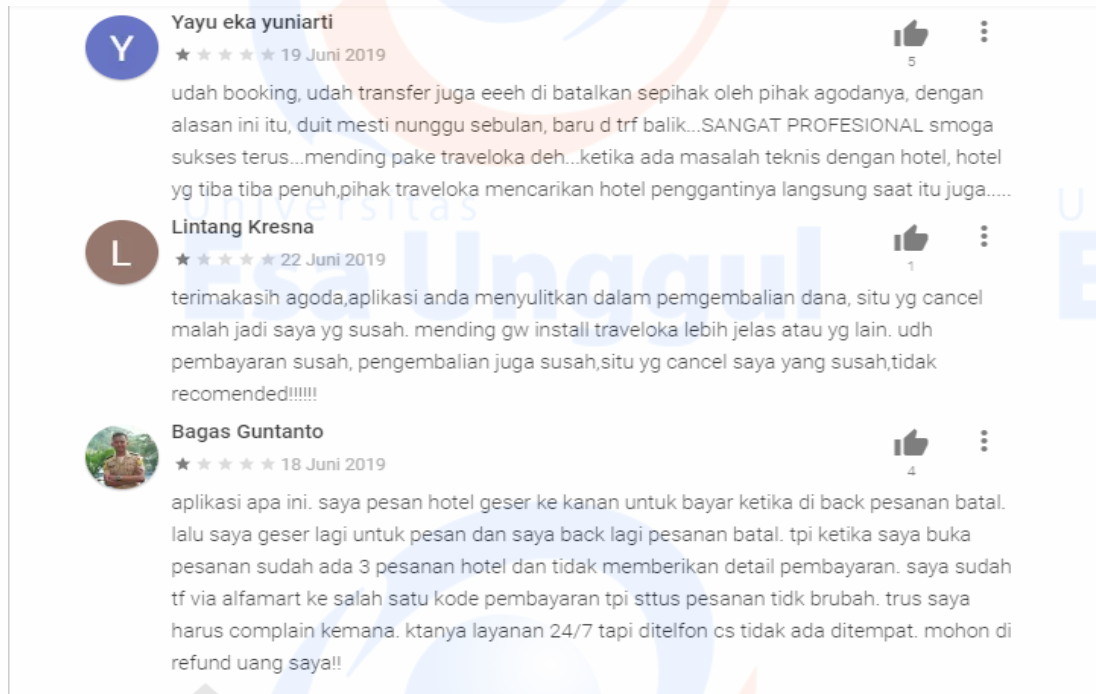 Yayu eka yuniarti
19 Juni 2019
5
udah booking, udah transfer juga eeeh di batalkan sepihak oleh pihak agodanya, dengan
alasan ini itu, duit mesti nunggu sebulan, baru d trf balik...SANGAT PROFESIONAL smoga
sukses terus...mending pake traveloka deh...ketika ada masalah teknis dengan hotel, hotel
yg tiba tiba penuh,pihak traveloka mencarikan hotel penggantinya langsung saat itu juga.....
Universitas
Esa Unggul
Lintang Kresna
22 Juni 2019
1
terimakasih agoda,aplikasi anda menyulitkan dalam pemgembalian dana, situ yg cancel
malah jadi saya yg susah. mending gw install traveloka lebih jelas atau yg lain. udh
pembayaran susah, pengembalian juga susah,situ yg cancel saya yang susah,tidak
recomended!!!!!!
Bagas Guntanto
18 Juni 2019
4
aplikasi apa ini. saya pesan hotel geser ke kanan untuk bayar ketika di back pesanan batal.
lalu saya geser lagi untuk pesan dan saya back lagi pesanan batal. tpi ketika saya buka
pesanan sudah ada 3 pesanan hotel dan tidak memberikan detail pembayaran. saya sudah
tf via alfamart ke salah satu kode pembayaran tpi sttus pesanan tidk brubah. trus saya
harus complain kemana. ktanya layanan 24/7 tapi ditelfon cs tidak ada ditempat. mohon di
refund uang saya!!